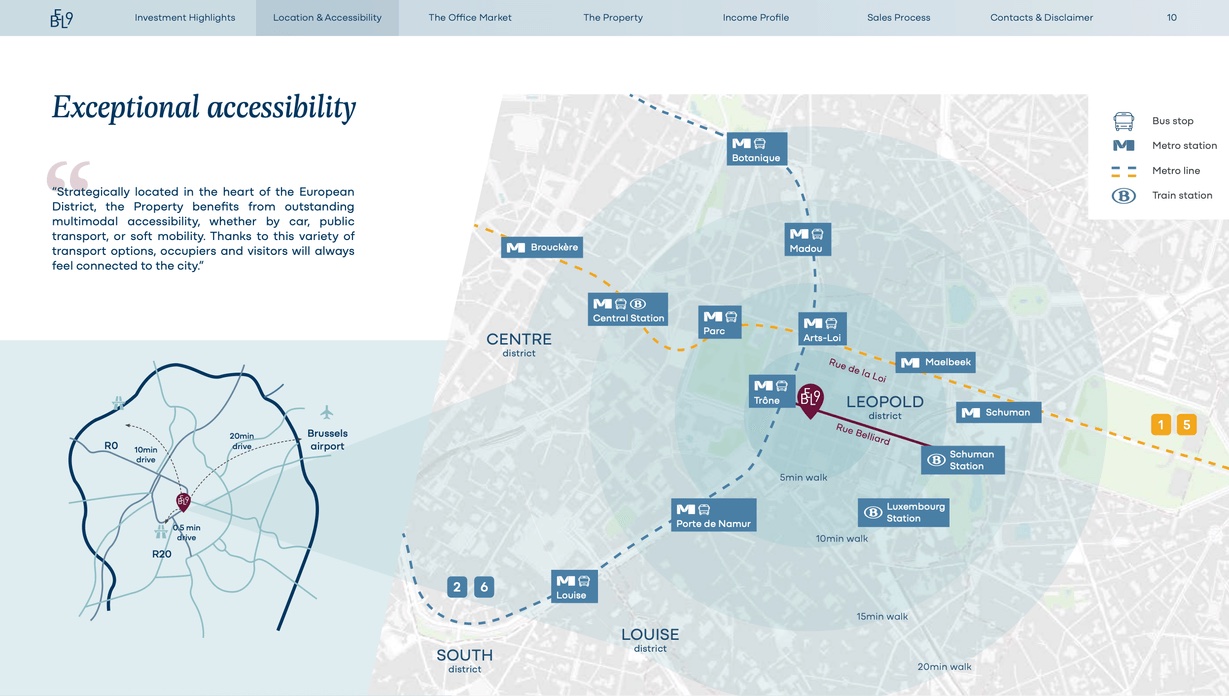 EBL9
Investment Highlights
Location & Accessibility
The Office Market
The Property
Income Profile
Sales Process
Contacts & Disclaimer
10
Exceptional accessibility
“Strategically located in the heart of the European
District, the Property benefits from outstanding
multimodal accessibility, whether by car, public
transport, or soft mobility. Thanks to this variety of
transport options, occupiers and visitors will always
feel connected to the city.”
Bus stop
M Metro station
Metro line
B Train station
M
Botanique
M
Madou
M Brouckère
M B
Central Station
M
Parc
M
Arts-Loi
M Maelbeek
CENTRE
district
Rue de la Loi
M
Trône
EBL9
LEOPOLD
district
M Schuman
Rue Belliard
1 5
B Schuman
Station
5min walk
M
Porte de Namur
B Luxembourg
Station
10min walk
2 6
M
Louise
15min walk
LOUISE
district
SOUTH
district
20min walk
R0
10min
drive
20min
drive
Brussels
airport
EBL9
0.5 min
drive
R20